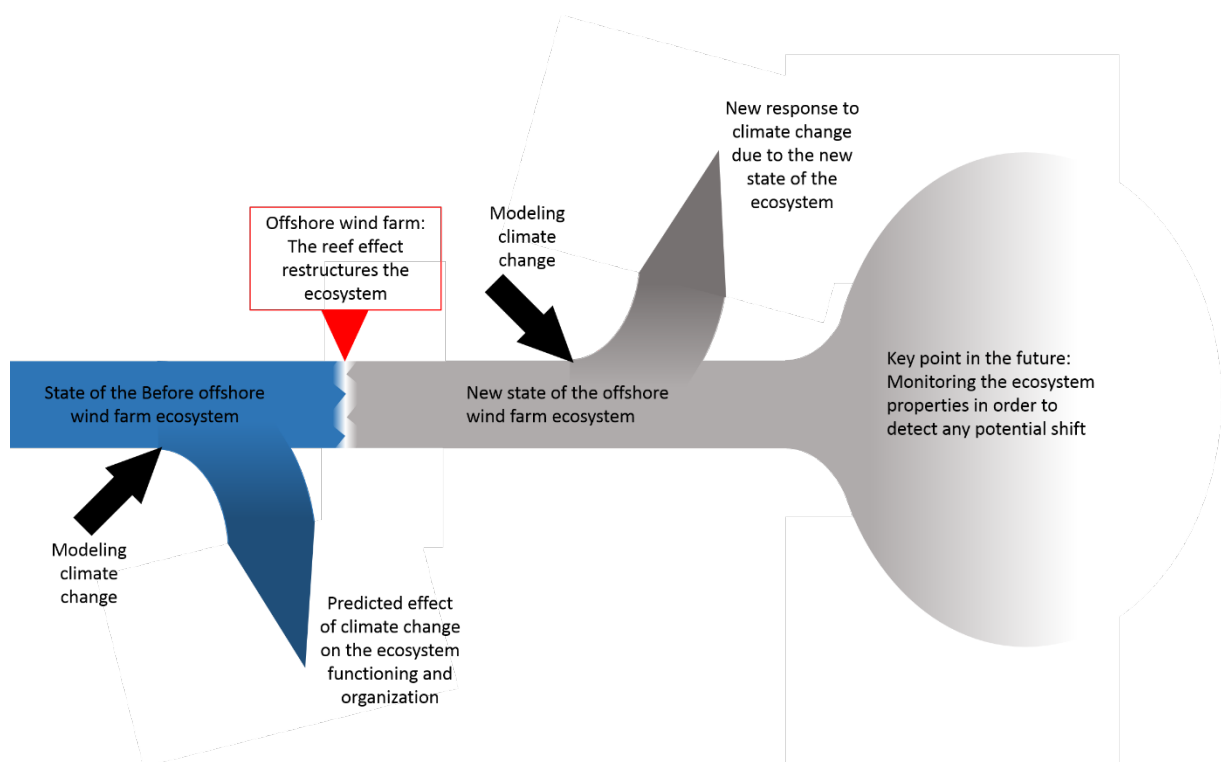 New response to
climate change
due to the new
state of the
ecosystem
Modeling
climate
change
Offshore wind farm:
The reef effect
restructures the
ecosystem
State of the Before offshore
wind farm ecosystem
New state of the offshore
wind farm ecosystem
Key point in the future:
Monitoring the ecosystem
properties in order to
detect any potential shift
Modeling
climate
change
Predicted effect
of climate change
on the ecosystem
functioning and
organization